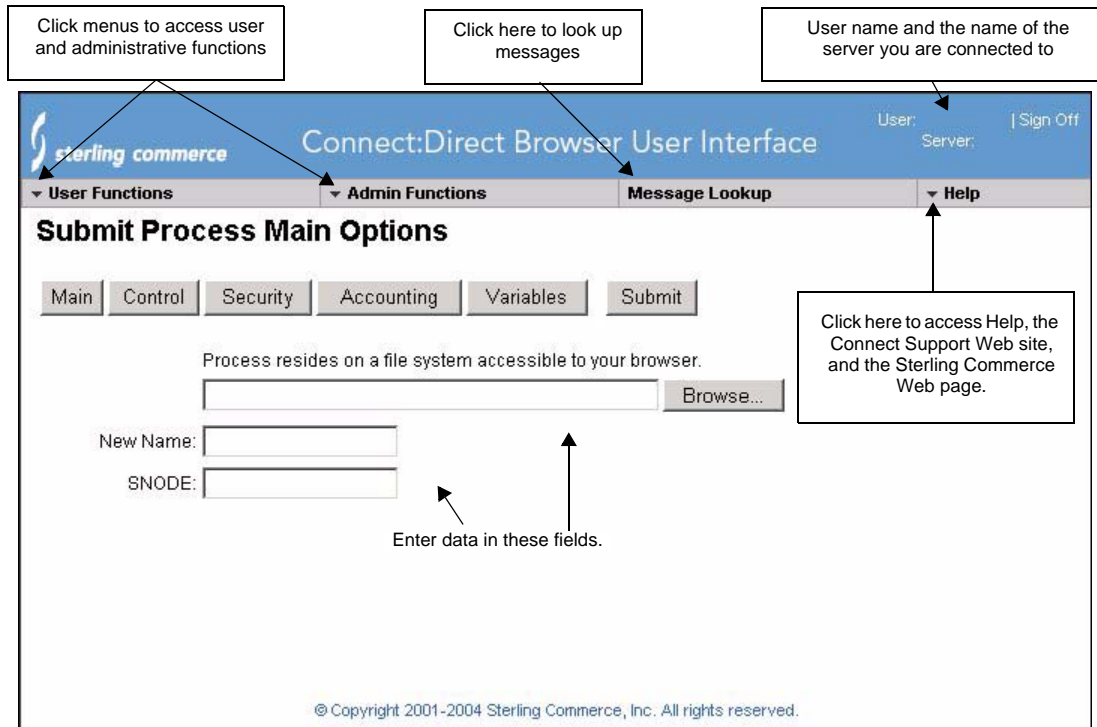 Click menus to access user
and administrative functions
Click here to look up
messages
User name and the name of the
server you are connected to
sterling commerce
Connect:Direct Browser User Interface
User:
| Sign Off
Server:
User Functions
Admin Functions
Message Lookup
Help
Submit Process Main Options
Main
Control
Security
Accounting
Variables
Submit
Click here to access Help, the
Connect Support Web site,
and the Sterling Commerce
Web page.
Process resides on a file system accessible to your browser.
Browse...
New Name:
SNODE:
Enter data in these fields.
© Copyright 2001-2004 Sterling Commerce, Inc. All rights reserved.